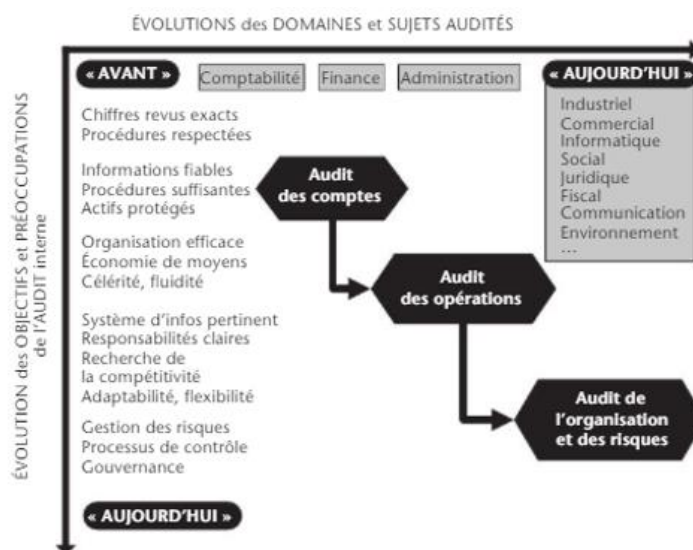 ÉVOLUTIONS des DOMAINES et SUJETS AUDITÉS
« AVANT »
Comptabilité
Finance
Administration
« AUJOURD'HUI »
Industriel
Commercial
Informatique
Social
Juridique
Fiscal
Communication
Environnement
...
ÉVOLUTION des OBJECTIFS et PRÉOCCUPATIONS
de l'AUDIT interne
Chiffres revus exacts
Procédures respectées
Informations fiables
Procédures suffisantes
Actifs protégés
Audit
des comptes
Organisation efficace
Économie de moyens
Célérité, fluidité
Audit
des opérations
Système d'infos pertinent
Responsabilités claires
Recherche de
la compétitivité
Adaptabilité, flexibilité
Audit de
l'organisation
et des risques
Gestion des risques
Processus de contrôle
Gouvernance
« AUJOURD'HUI »